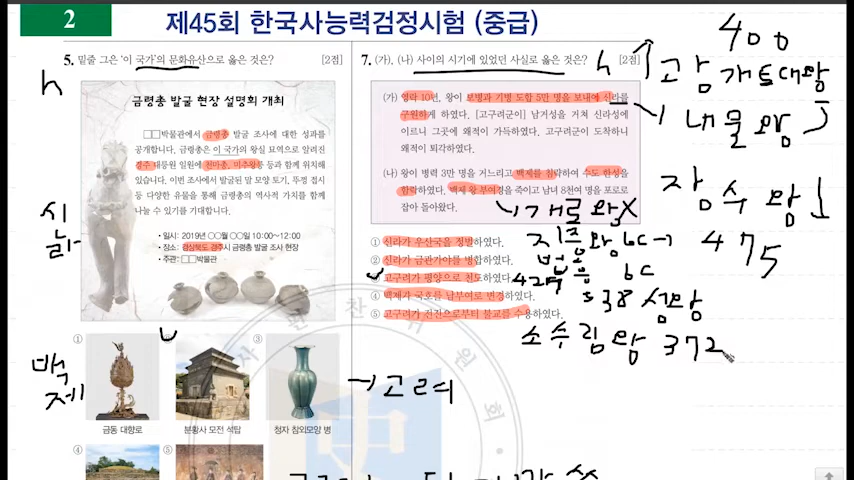 2
제45회 한국사능력검정시험 (중급)
5. 밑줄 그은 '이 국가'의 문화유산으로 옳은 것은? [2점]
금령총 발굴 현장 설명회 개최
□□박물관에서 금령총 발굴 조사에 대한 성과를
공개합니다. 금령총은 이 국가의 왕실 묘역으로 알려진
경주 대릉원 일원에 천마총, 미추왕릉 등과 함께 위치해
있습니다. 이번 조사에서 발굴된 말 모양 토기, 뚜껑 접시
등 다양한 유물을 통해 금령총의 역사적 가치를 함께
나눌 수 있기를 기대합니다.
• 일시: 2019년 ○○월 ○○일 10:00~12:00
• 장소: 경상북도 경주시 금령총 발굴 조사 현장
• 주관: □□박물관
신라
① ② ③
백제
금동 대향로 분황사 모전 석탑 청자 참외모양 병
→고려
④ ⑤
7. (가), (나) 사이의 시기에 있었던 사실로 옳은 것은? [2점]
(가) 영락 10년, 왕이 보병과 기병 도합 5만 명을 보내어 신라를
구원하게 하였다. [고구려군이] 남거성을 거쳐 신라성에
이르니 그곳에 왜적이 가득하였다. 고구려군이 도착하니
왜적이 퇴각하였다.
(나) 왕이 병력 3만 명을 거느리고 백제를 침략하여 수도 한성을
함락하였다. 백제 왕 부여경을 죽이고 남녀 8천여 명을 포로로
잡아 돌아왔다.
① 신라가 우산국을 정벌하였다.
② 신라가 금관가야를 병합하였다.
③ 고구려가 평양으로 천도하였다.
④ 백제가 국호를 남부여로 변경하였다.
⑤ 고구려가 전진으로부터 불교를 수용하였다.
400
고구려 광개토대왕
내물왕
장수왕
475
개로왕X
지증왕 6C
법흥 6C
427
538 성왕
소수림왕 372